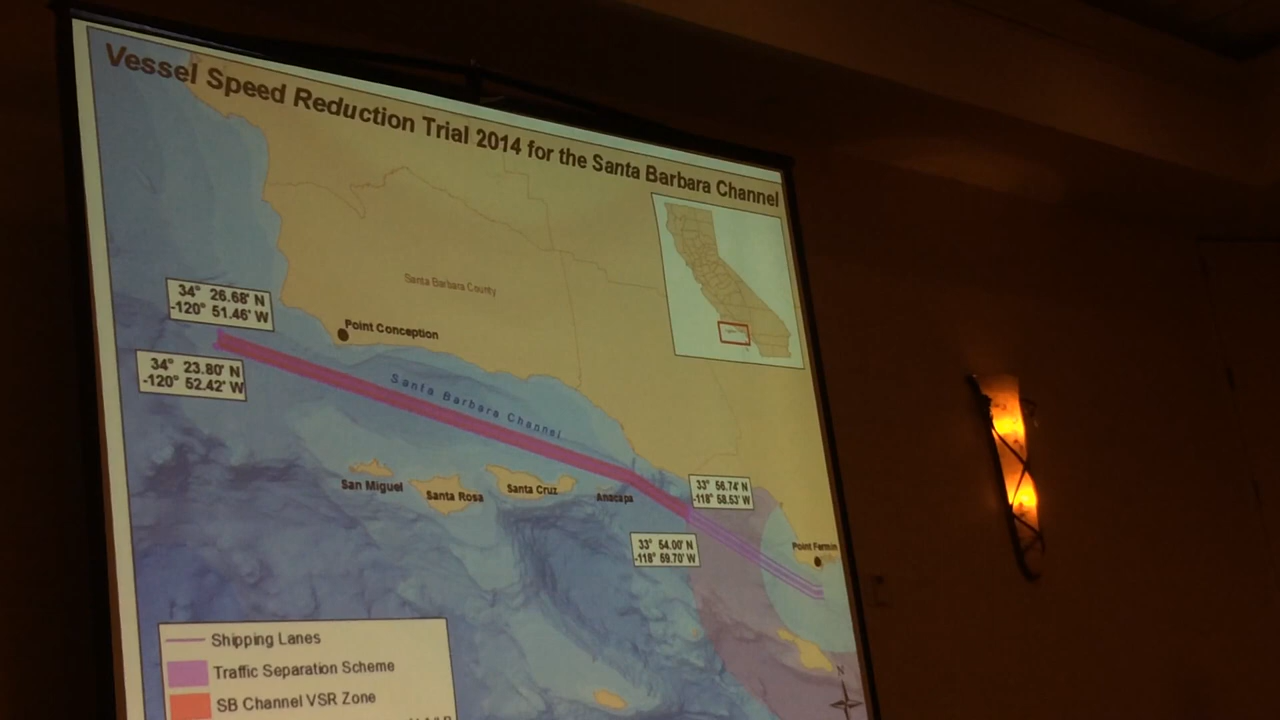 Vessel Speed Reduction Trial 2014 for the Santa Barbara Channel
Santa Barbara County
34° 26.68' N
-120° 51.46' W
Point Conception
34° 23.80' N
-120° 52.42' W
Santa Barbara Channel
San Miguel
Santa Rosa
Santa Cruz
Anacapa
33° 56.74' N
-118° 58.53' W
33° 54.00' N
-118° 59.70' W
Point Fermin
Shipping Lanes
Traffic Separation Scheme
SB Channel VSR Zone
N